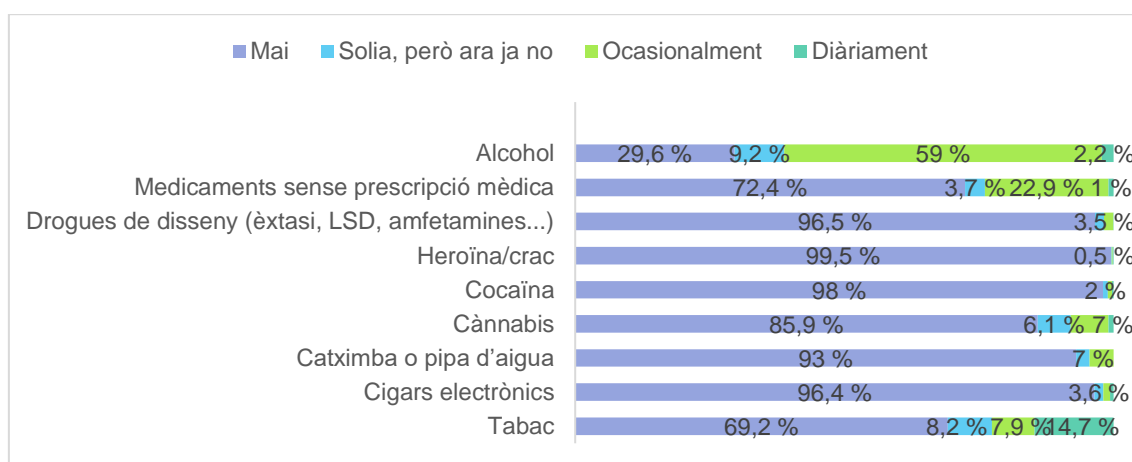 Mai Solia, però ara ja no Ocasionalment Diàriament
Alcohol 29,6 % 9,2 % 59 % 2,2 %
Medicaments sense prescripció mèdica 72,4 % 3,7 % 22,9 % 1 %
Drogues de disseny (èxtasi, LSD, amfetamines...) 96,5 % 3,5 %
Heroïna/crac 99,5 % 0,5 %
Cocaïna 98 % 2 %
Cànnabis 85,9 % 6,1 % 7 %
Catximba o pipa d’aigua 93 % 7 %
Cigars electrònics 96,4 % 3,6 %
Tabac 69,2 % 8,2 % 7,9 % 14,7 %